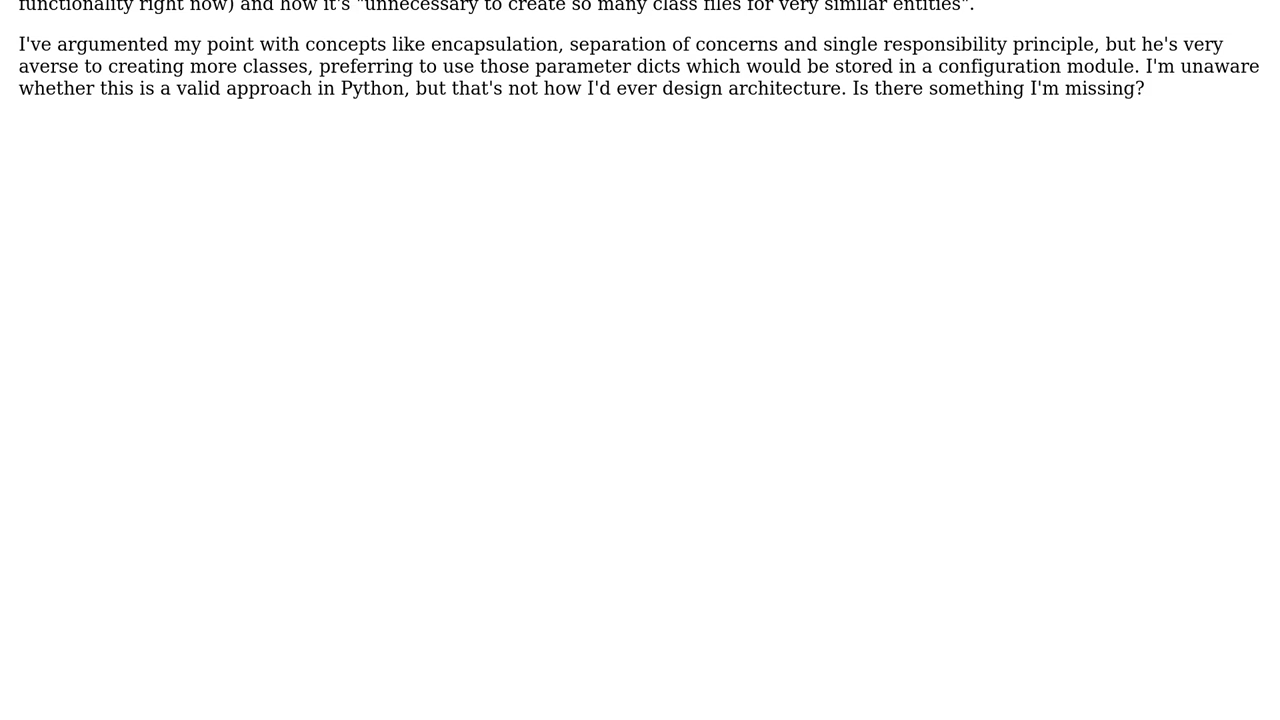 functionality right now) and how it's "unnecessary to create so many class files for very similar entities".
I've argumented my point with concepts like encapsulation, separation of concerns and single responsibility principle, but he's very
averse to creating more classes, preferring to use those parameter dicts which would be stored in a configuration module. I'm unaware
whether this is a valid approach in Python, but that's not how I'd ever design architecture. Is there something I'm missing?